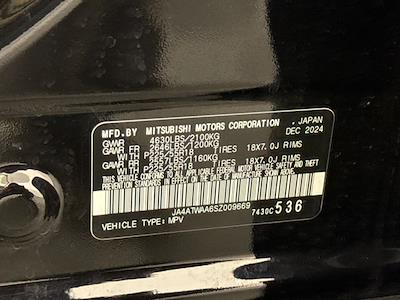 MFD.BY MITSUBISHI MOTORS CORPORATION, JAPAN
GVWR 4630LBS/2100KG DEC 2024
GAWR FR 2646LBS/1200KG
WITH P225/55R18 TIRES 18X7.0J RIMS
GAWR RR 2557LBS/1160KG
WITH P225/55R18 TIRES 18X7.0J RIMS
THIS VEHICLE CONFORMS TO ALL APPLICABLE FEDERAL MOTOR VEHICLE SAFETY, BUMPER, AND THEFT
PREVENTION STANDARDS IN EFFECT ON THE DATE OF MANUFACTURE SHOWN ABOVE.
JA4ATWAA6SZ009669 7430C536
VEHICLE TYPE: MPV